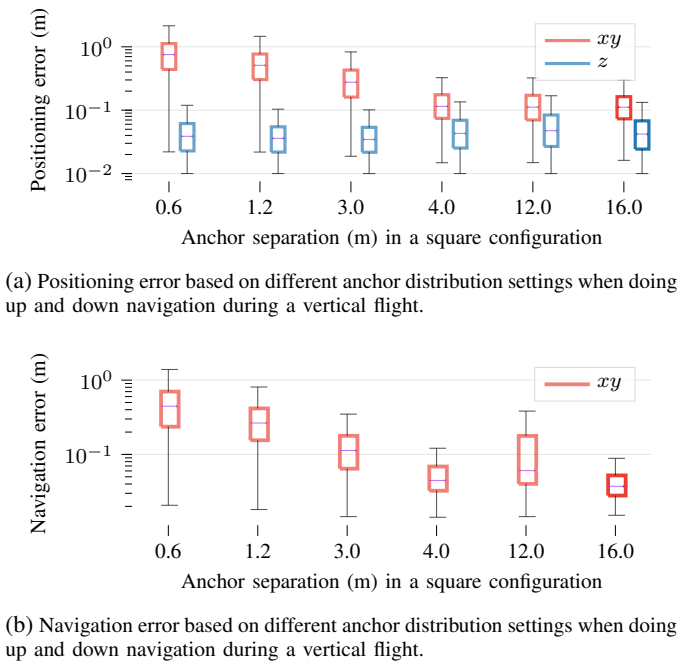 10⁰
10⁻¹
10⁻²
Positioning error (m)
xy
z
0.6 1.2 3.0 4.0 12.0 16.0
Anchor separation (m) in a square configuration
(a) Positioning error based on different anchor distribution settings when doing
up and down navigation during a vertical flight.
10⁰
10⁻¹
Navigation error (m)
xy
0.6 1.2 3.0 4.0 12.0 16.0
Anchor separation (m) in a square configuration
(b) Navigation error based on different anchor distribution settings when doing
up and down navigation during a vertical flight.